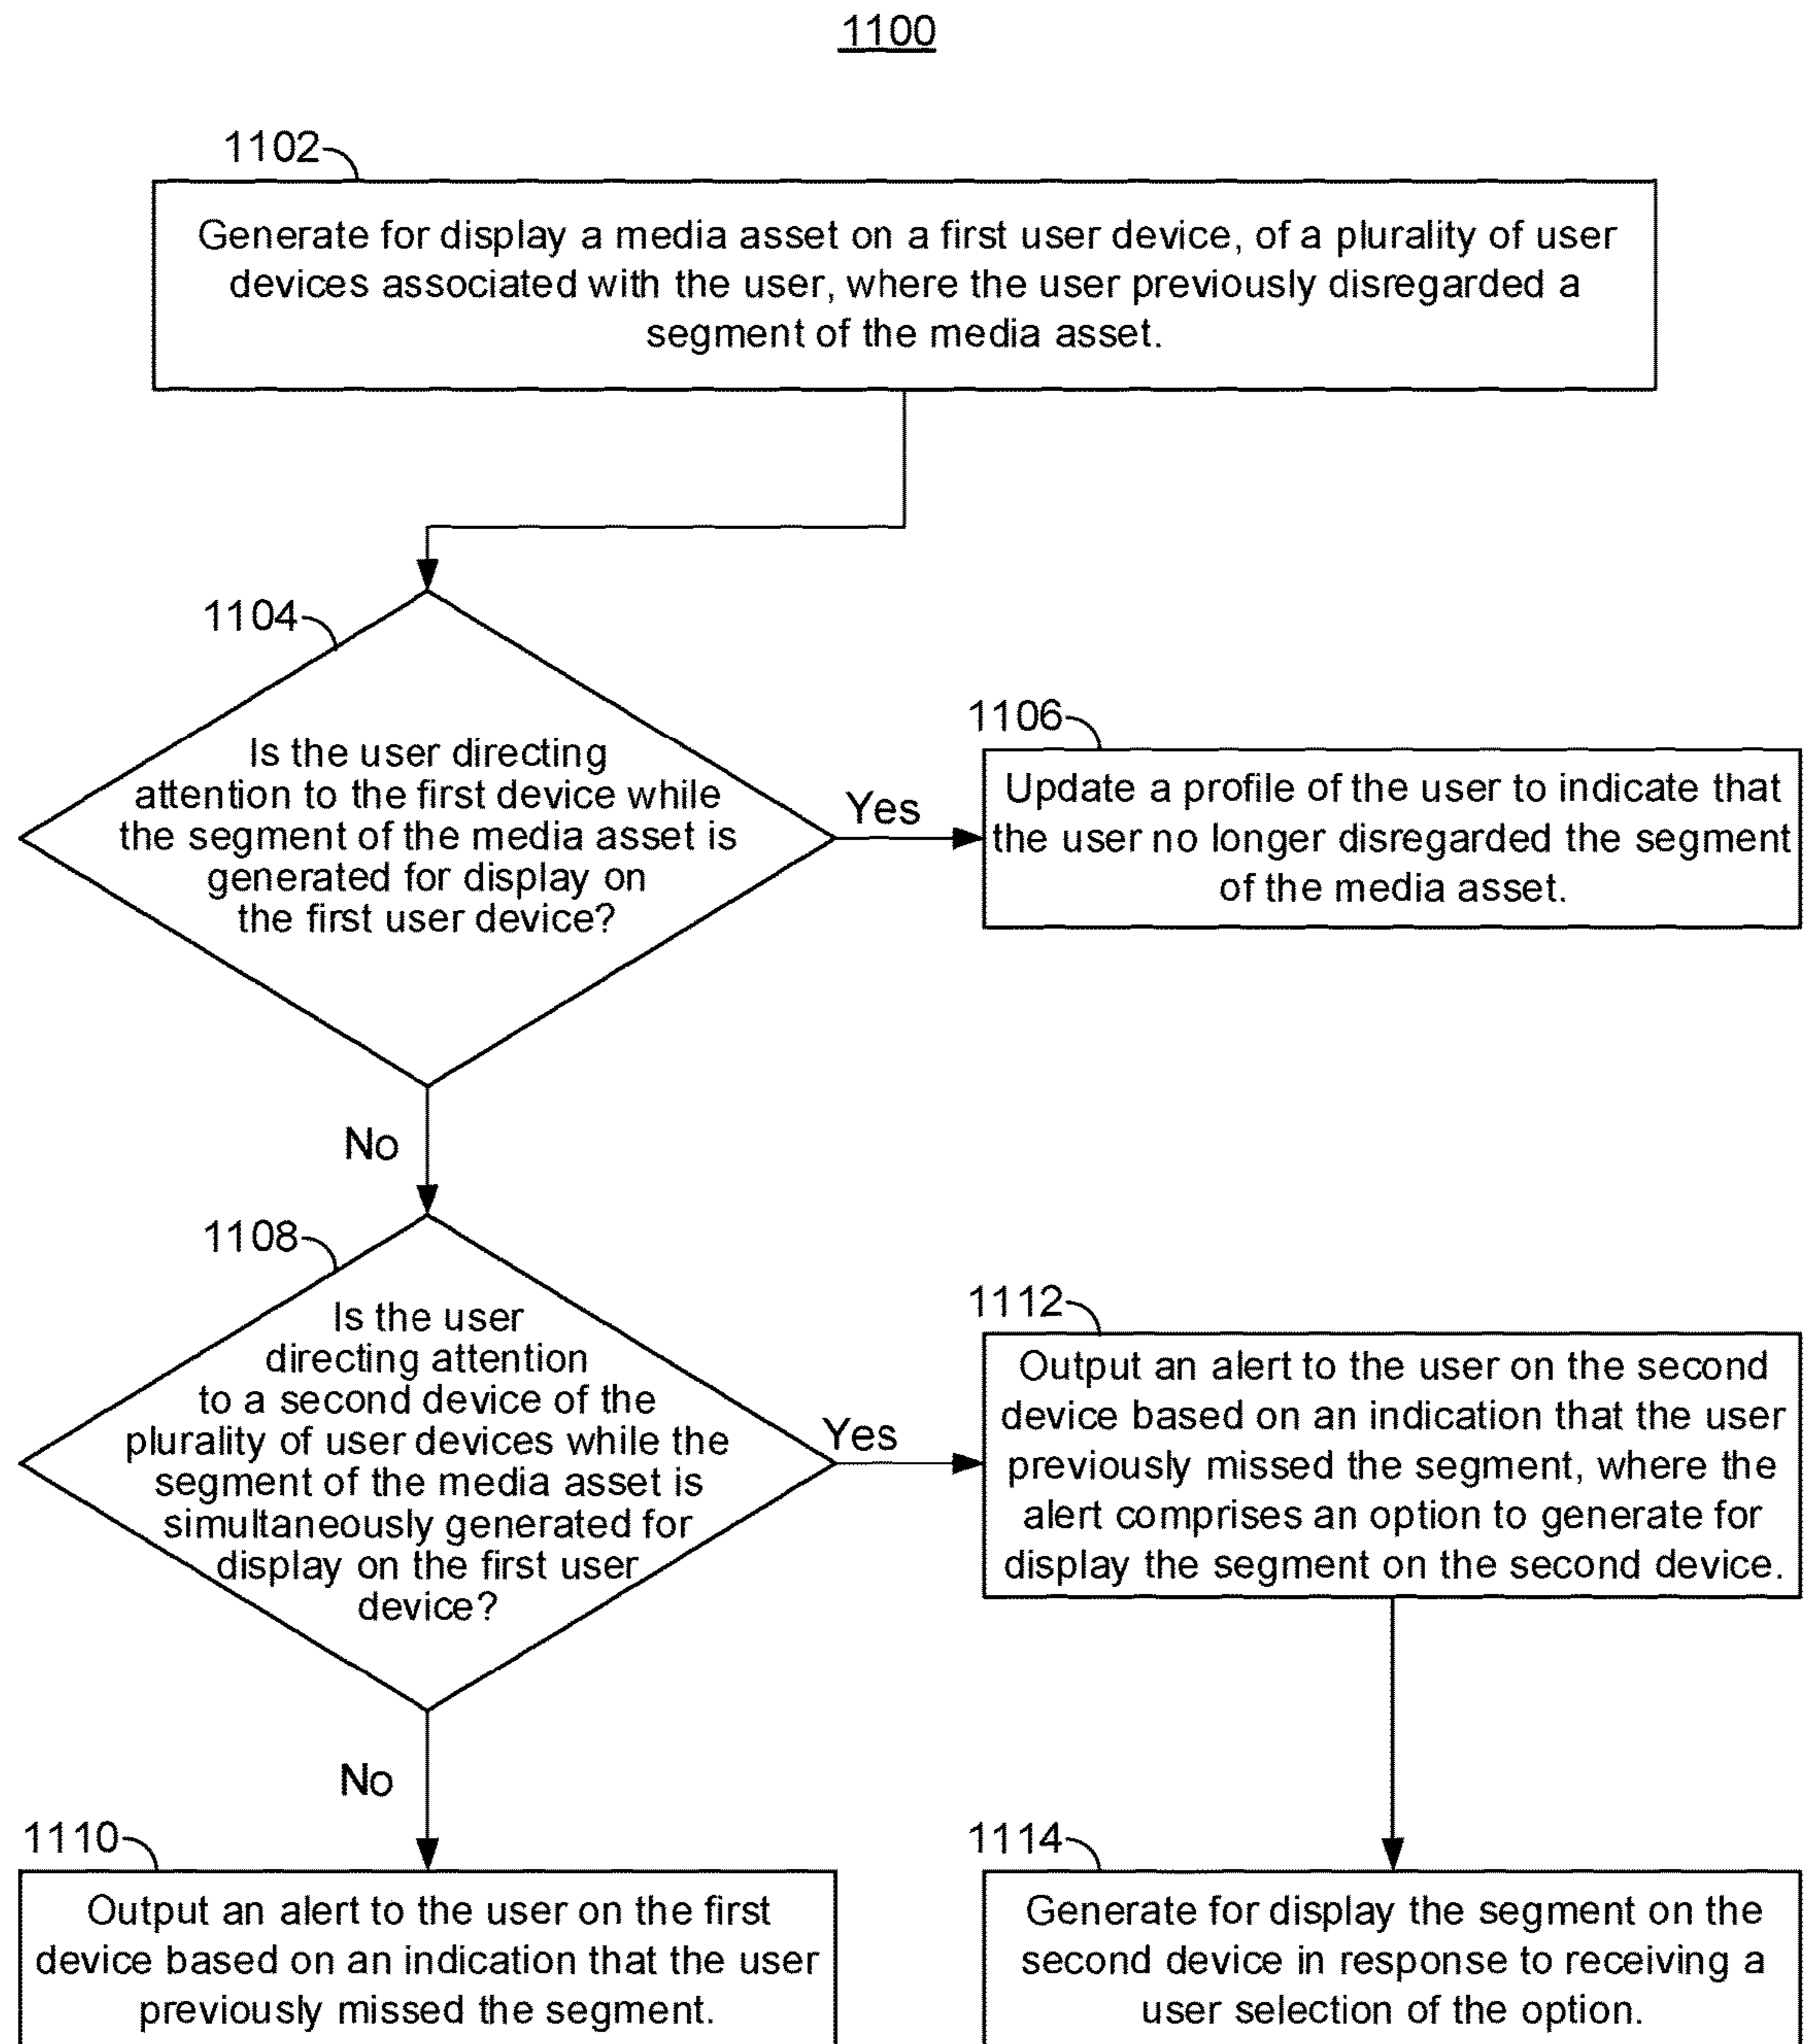 1100
1102
Generate for display a media asset on a first user device, of a plurality of user
devices associated with the user, where the user previously disregarded a
segment of the media asset.
1104
Is the user directing
attention to the first device while
the segment of the media asset is
generated for display on
the first user device?
Yes
1106
Update a profile of the user to indicate that
the user no longer disregarded the segment
of the media asset.
No
1108
Is the user
directing attention
to a second device of the
plurality of user devices while the
segment of the media asset is
simultaneously generated for
display on the first user
device?
Yes
1112
Output an alert to the user on the second
device based on an indication that the user
previously missed the segment, where the
alert comprises an option to generate for
display the segment on the second device.
No
1110
Output an alert to the user on the first
device based on an indication that the user
previously missed the segment.
1114
Generate for display the segment on the
second device in response to receiving a
user selection of the option.